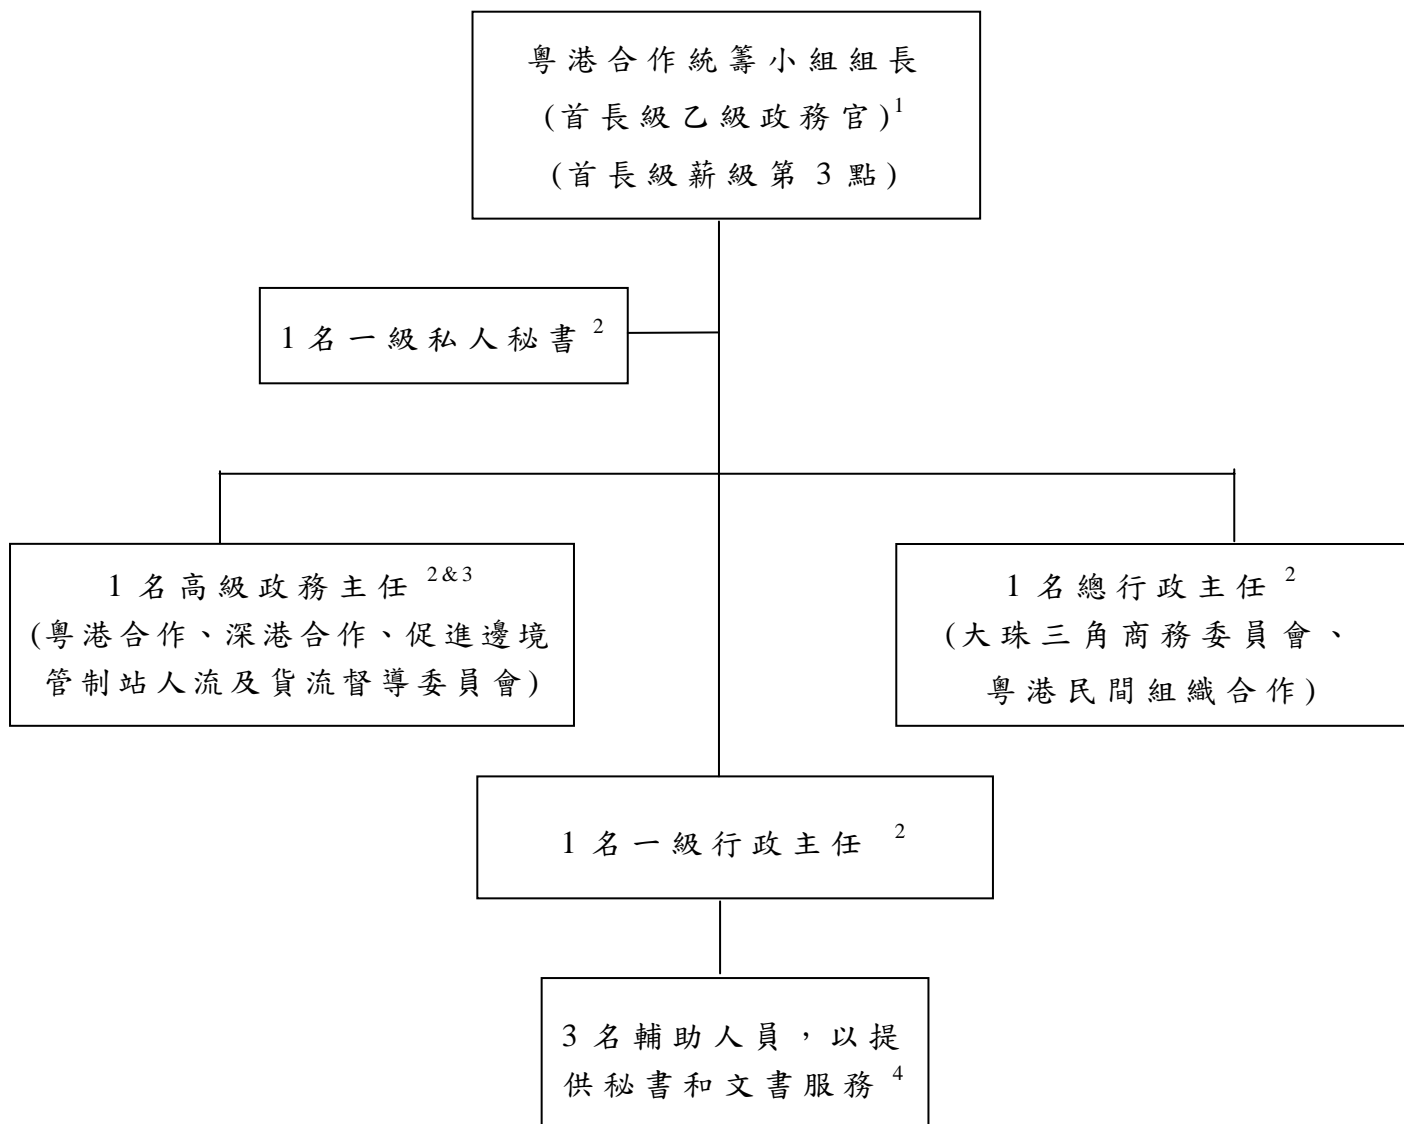 粵港合作統籌小組組長
(首長級乙級政務官)1
(首長級薪級第 3 點)
1 名一級私人秘書 2
1 名高級政務主任 2&3
(粵港合作、深港合作、促進邊境
管制站人流及貨流督導委員會)
1 名總行政主任 2
(大珠三角商務委員會、
粵港民間組織合作)
1 名一級行政主任 2
3 名輔助人員，以提
供秘書和文書服務 4